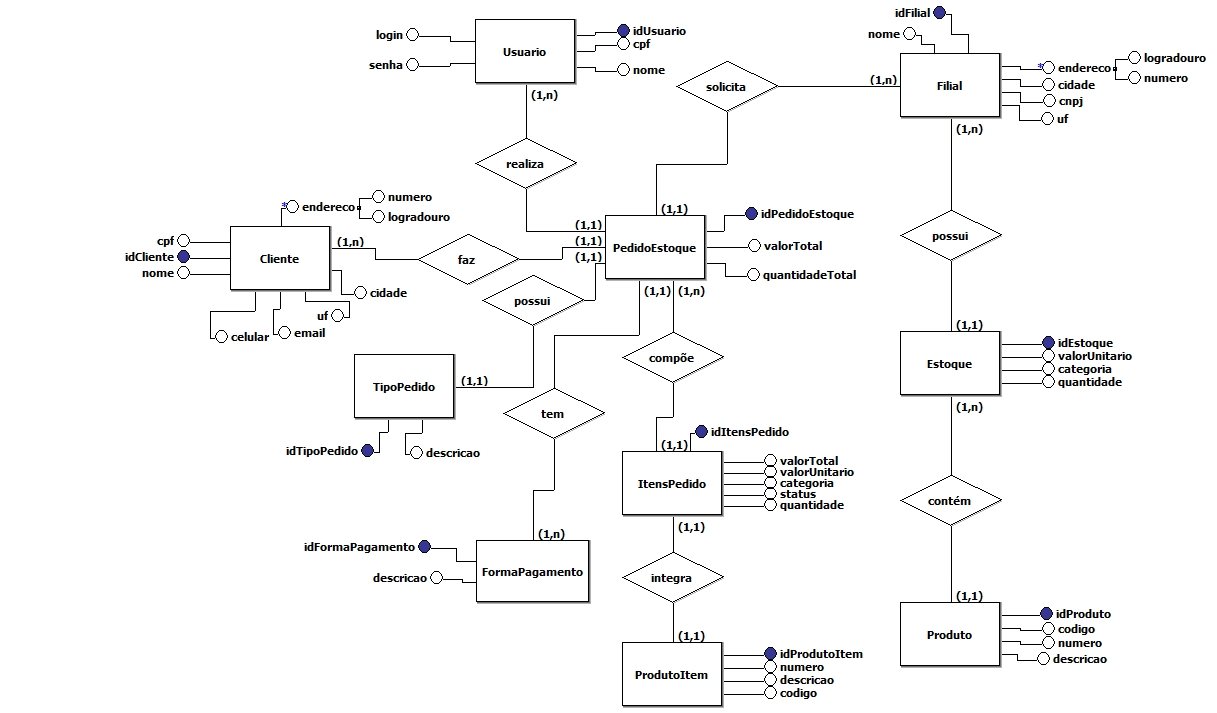 idFilial
nome
login
senha
Usuario
idUsuario
cpf
nome
(1,n)
solicita
(1,n)
Filial
endereco
logradouro
numero
cidade
cnpj
uf
(1,n)
realiza
endereco
numero
logradouro
cpf
idCliente
nome
Cliente
(1,n)
faz
(1,1)
(1,1)
(1,1)
(1,1)
PedidoEstoque
idPedidoEstoque
valorTotal
quantidadeTotal
possui
cidade
uf
celular
email
possui
(1,1)
(1,n)
(1,1)
Estoque
idEstoque
valorUnitario
categoria
quantidade
(1,n)
TipoPedido
(1,1)
compõe
tem
idTipoPedido
descricao
(1,1)
idItensPedido
ItensPedido
valorTotal
valorUnitario
categoria
status
quantidade
contém
(1,1)
(1,n)
idFormaPagamento
descricao
FormaPagamento
integra
(1,1)
Produto
idProduto
codigo
numero
descricao
(1,1)
ProdutoItem
idProdutoItem
numero
descricao
codigo